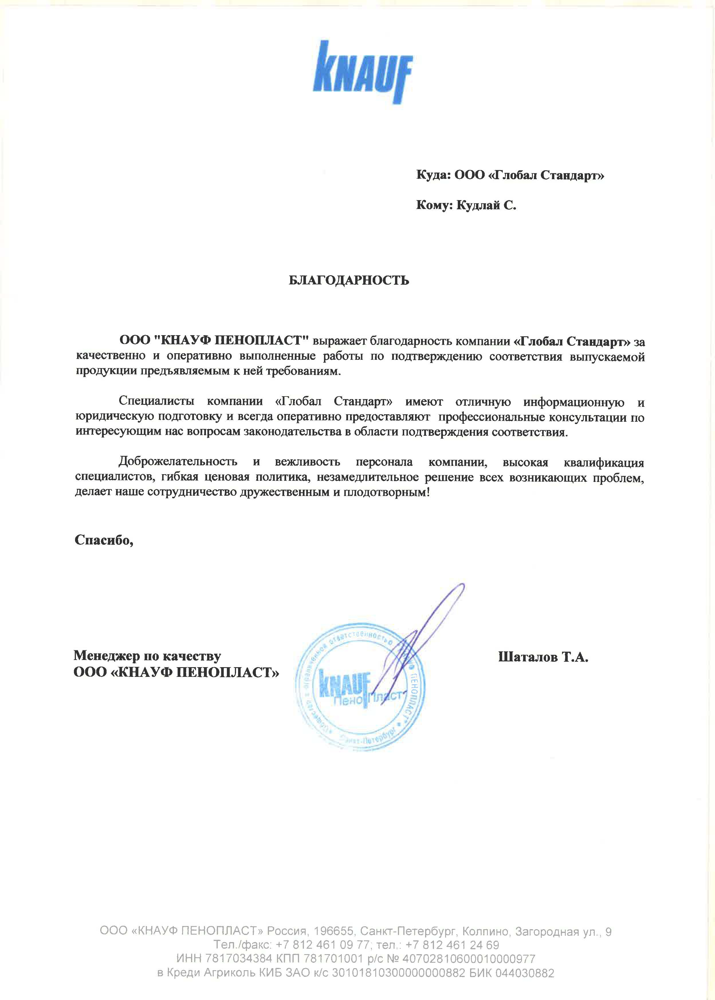 KNAUF
Куда: ООО «Глобал Стандарт»
Кому: Кудлай С.
БЛАГОДАРНОСТЬ
ООО "КНАУФ ПЕНОПЛАСТ" выражает благодарность компании «Глобал Стандарт» за
качественно и оперативно выполненные работы по подтверждению соответствия выпускаемой
продукции предъявляемым к ней требованиям.
Специалисты компании «Глобал Стандарт» имеют отличную информационную и
юридическую подготовку и всегда оперативно предоставляют профессиональные консультации по
интересующим нас вопросам законодательства в области подтверждения соответствия.
Доброжелательность и вежливость персонала компании, высокая квалификация
специалистов, гибкая ценовая политика, незамедлительное решение всех возникающих проблем,
делает наше сотрудничество дружественным и плодотворным!
Спасибо,
Менеджер по качеству
ООО «КНАУФ ПЕНОПЛАСТ»
Шаталов Т.А.
ограниченной ответственностью
ПЕНОПЛАСТ"
Санкт-Петербург
KNAUF
ПеноПласт
ООО «КНАУФ ПЕНОПЛАСТ» Россия, 196655, Санкт-Петербург, Колпино, Загородная ул., 9
Тел./факс: +7 812 461 09 77; тел.: +7 812 461 24 69
ИНН 7817034384 КПП 781701001 р/с № 40702810600010000977
в Креди Агриколь КИБ ЗАО к/с 30101810300000000882 БИК 044030882